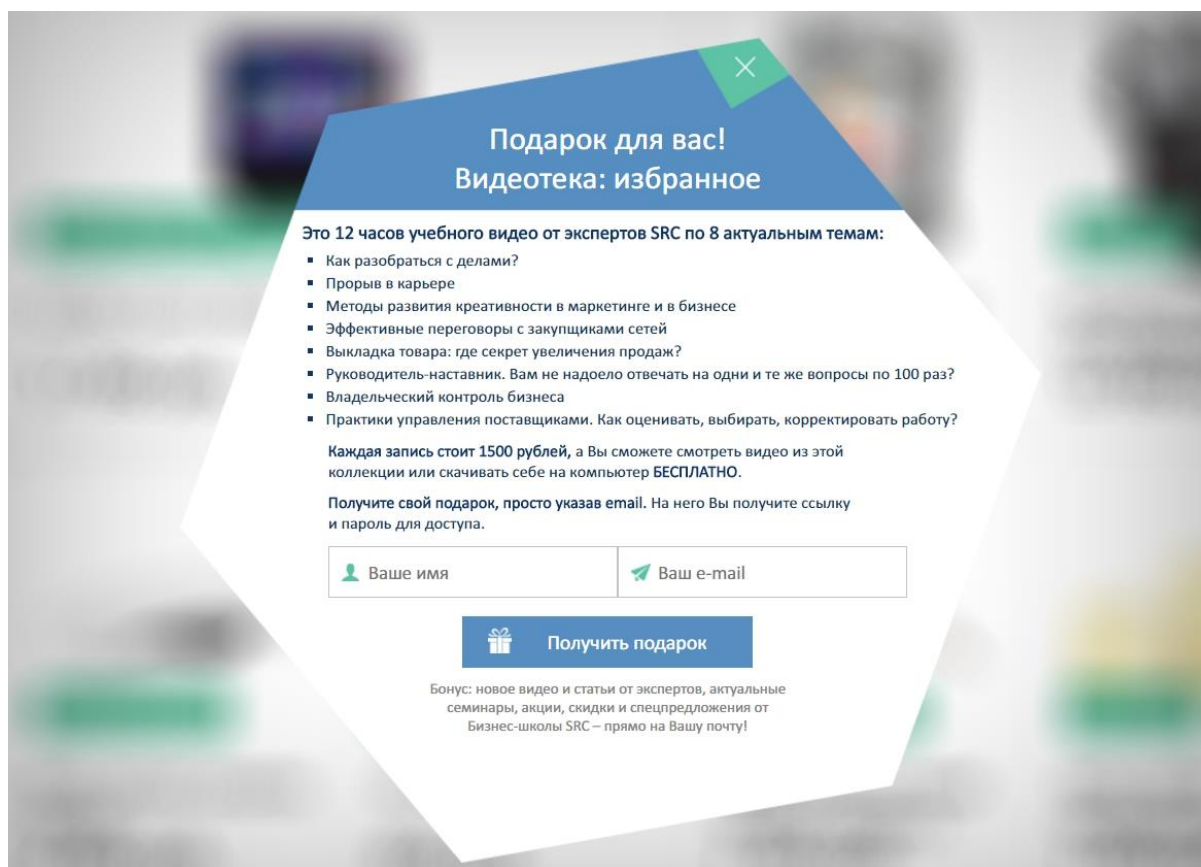 Подарок для вас!
Видеотека: избранное
Это 12 часов учебного видео от экспертов SRC по 8 актуальным темам:
▪ Как разобраться с делами?
▪ Прорыв в карьере
▪ Методы развития креативности в маркетинге и в бизнесе
▪ Эффективные переговоры с закупщиками сетей
▪ Выкладка товара: где секрет увеличения продаж?
▪ Руководитель-наставник. Вам не надоело отвечать на одни и те же вопросы по 100 раз?
▪ Владельческий контроль бизнеса
▪ Практики управления поставщиками. Как оценивать, выбирать, корректировать работу?
Каждая запись стоит 1500 рублей, а Вы сможете смотреть видео из этой
коллекции или скачивать себе на компьютер БЕСПЛАТНО.
Получите свой подарок, просто указав email. На него Вы получите ссылку
и пароль для доступа.
Ваше имя
Ваш e-mail
Получить подарок
Бонус: новое видео и статьи от экспертов, актуальные
семинары, акции, скидки и спецпредложения от
Бизнес-школы SRC – прямо на Вашу почту!